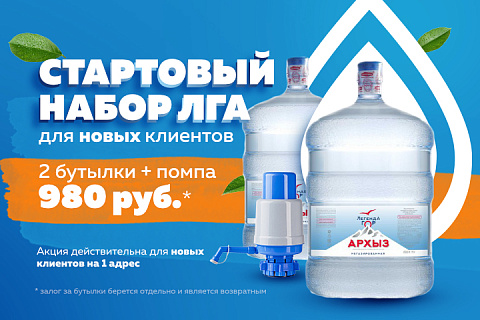 СТАРТОВЫЙ
НАБОР ЛГА
для новых клиентов
2 бутылки + помпа
980 руб.*
Акция действительна для новых
клиентов на 1 адрес
* залог за бутылки берется отдельно и является возвратным
ЛЕГЕНДА
ГОР
АРХЫЗ